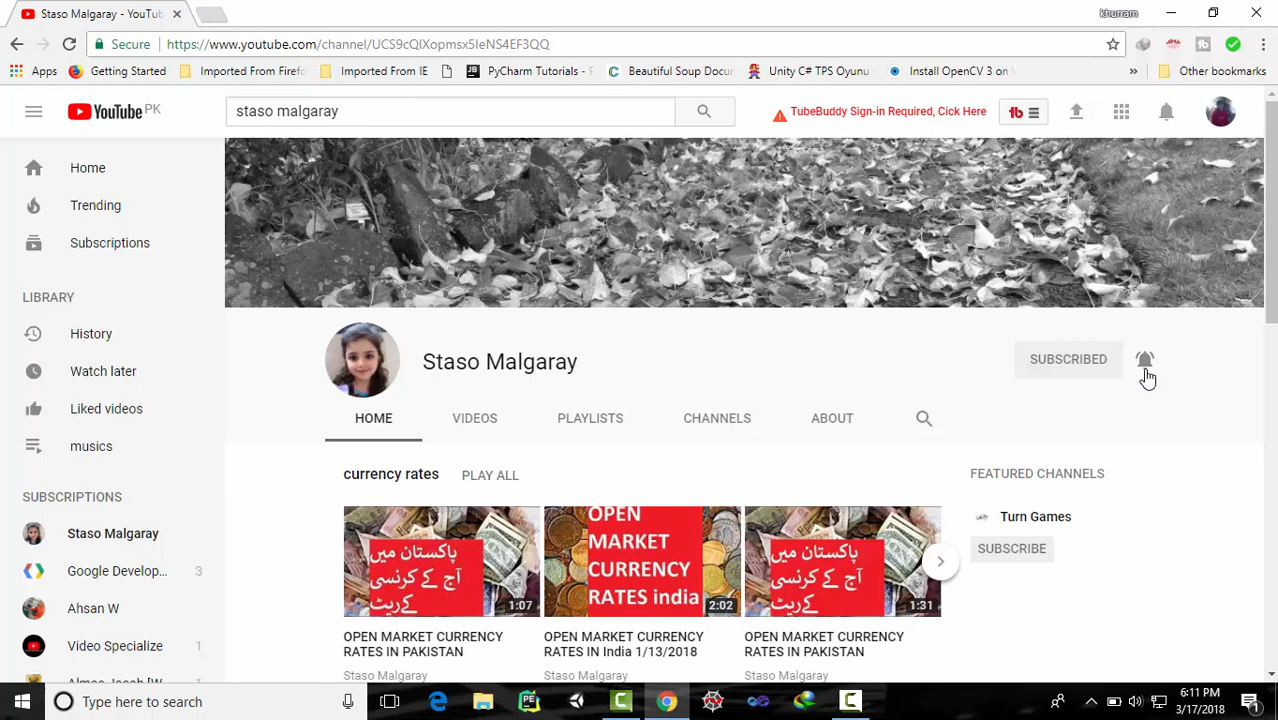 Staso Malgaray - YouTub
khurram
Secure
https://www.youtube.com/channel/UCS9cQlXopmsx5IeNS4EF3QQ
Apps
Getting Started
Imported From Firef
Imported From IE
PyCharm Tutorials - F
Beautiful Soup Docur
Unity C# TPS Oyunu
Install OpenCV 3 on
Other bookmarks
YouTube PK
staso malgaray
TubeBuddy Sign-in Required, Cick Here
tb
Home
Trending
Subscriptions
LIBRARY
History
Watch later
Liked videos
musics
SUBSCRIPTIONS
Staso Malgaray
Google Develop... 3
Ahsan W
Video Specialize 1
Staso Malgaray
SUBSCRIBED
HOME
VIDEOS
PLAYLISTS
CHANNELS
ABOUT
currency rates
PLAY ALL
FEATURED CHANNELS
Turn Games
SUBSCRIBE
پاکستان میں
آج کے کرنسی
کےریٹ
1:07
OPEN
MARKET
CURRENCY
RATES india
2:02
پاکستان میں
آج کے کرنسی
کےریٹ
1:31
OPEN MARKET CURRENCY
RATES IN PAKISTAN
Staso Malgaray
OPEN MARKET CURRENCY
RATES IN India 1/13/2018
Staso Malgaray
OPEN MARKET CURRENCY
RATES IN PAKISTAN
Staso Malgaray
Type here to search
6:11 PM
3/17/2018